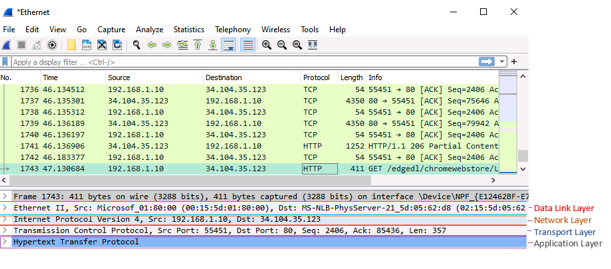 *Ethernet
File Edit View Go Capture Analyze Statistics Telephony Wireless Tools Help
Apply a display filter ... <Ctrl-/>
No. Time Source Destination Protocol Length Info
1736 46.134512 192.168.1.10 34.104.35.123 TCP 54 55451 → 80 [ACK] Seq=2406 Ac
1737 46.135301 34.104.35.123 192.168.1.10 TCP 4350 80 → 55451 [ACK] Seq=75646 A
1738 46.135312 192.168.1.10 34.104.35.123 TCP 54 55451 → 80 [ACK] Seq=2406 Ac
1739 46.136189 34.104.35.123 192.168.1.10 TCP 4350 80 → 55451 [ACK] Seq=79942 A
1740 46.136197 192.168.1.10 34.104.35.123 TCP 54 55451 → 80 [ACK] Seq=2406 Ac
1741 46.136906 34.104.35.123 192.168.1.10 HTTP 1252 HTTP/1.1 206 Partial Content
1742 46.183377 192.168.1.10 34.104.35.123 TCP 54 55451 → 80 [ACK] Seq=2406 Ac
1743 47.130684 192.168.1.10 34.104.35.123 HTTP 411 GET /edgedl/chromewebstore/L
Frame 1743: 411 bytes on wire (3288 bits), 411 bytes captured (3288 bits) on interface \Device\NPF_{E12462BF-E7
Ethernet II, Src: Microsof_01:80:00 (00:15:5d:01:80:00), Dst: MS-NLB-PhysServer-21_5d:05:62:d8 (02:15:5d:05:62 Data Link Layer
Internet Protocol Version 4, Src: 192.168.1.10, Dst: 34.104.35.123 Network Layer
Transmission Control Protocol, Src Port: 55451, Dst Port: 80, Seq: 2406, Ack: 85436, Len: 357 Transport Layer
Hypertext Transfer Protocol Application Layer